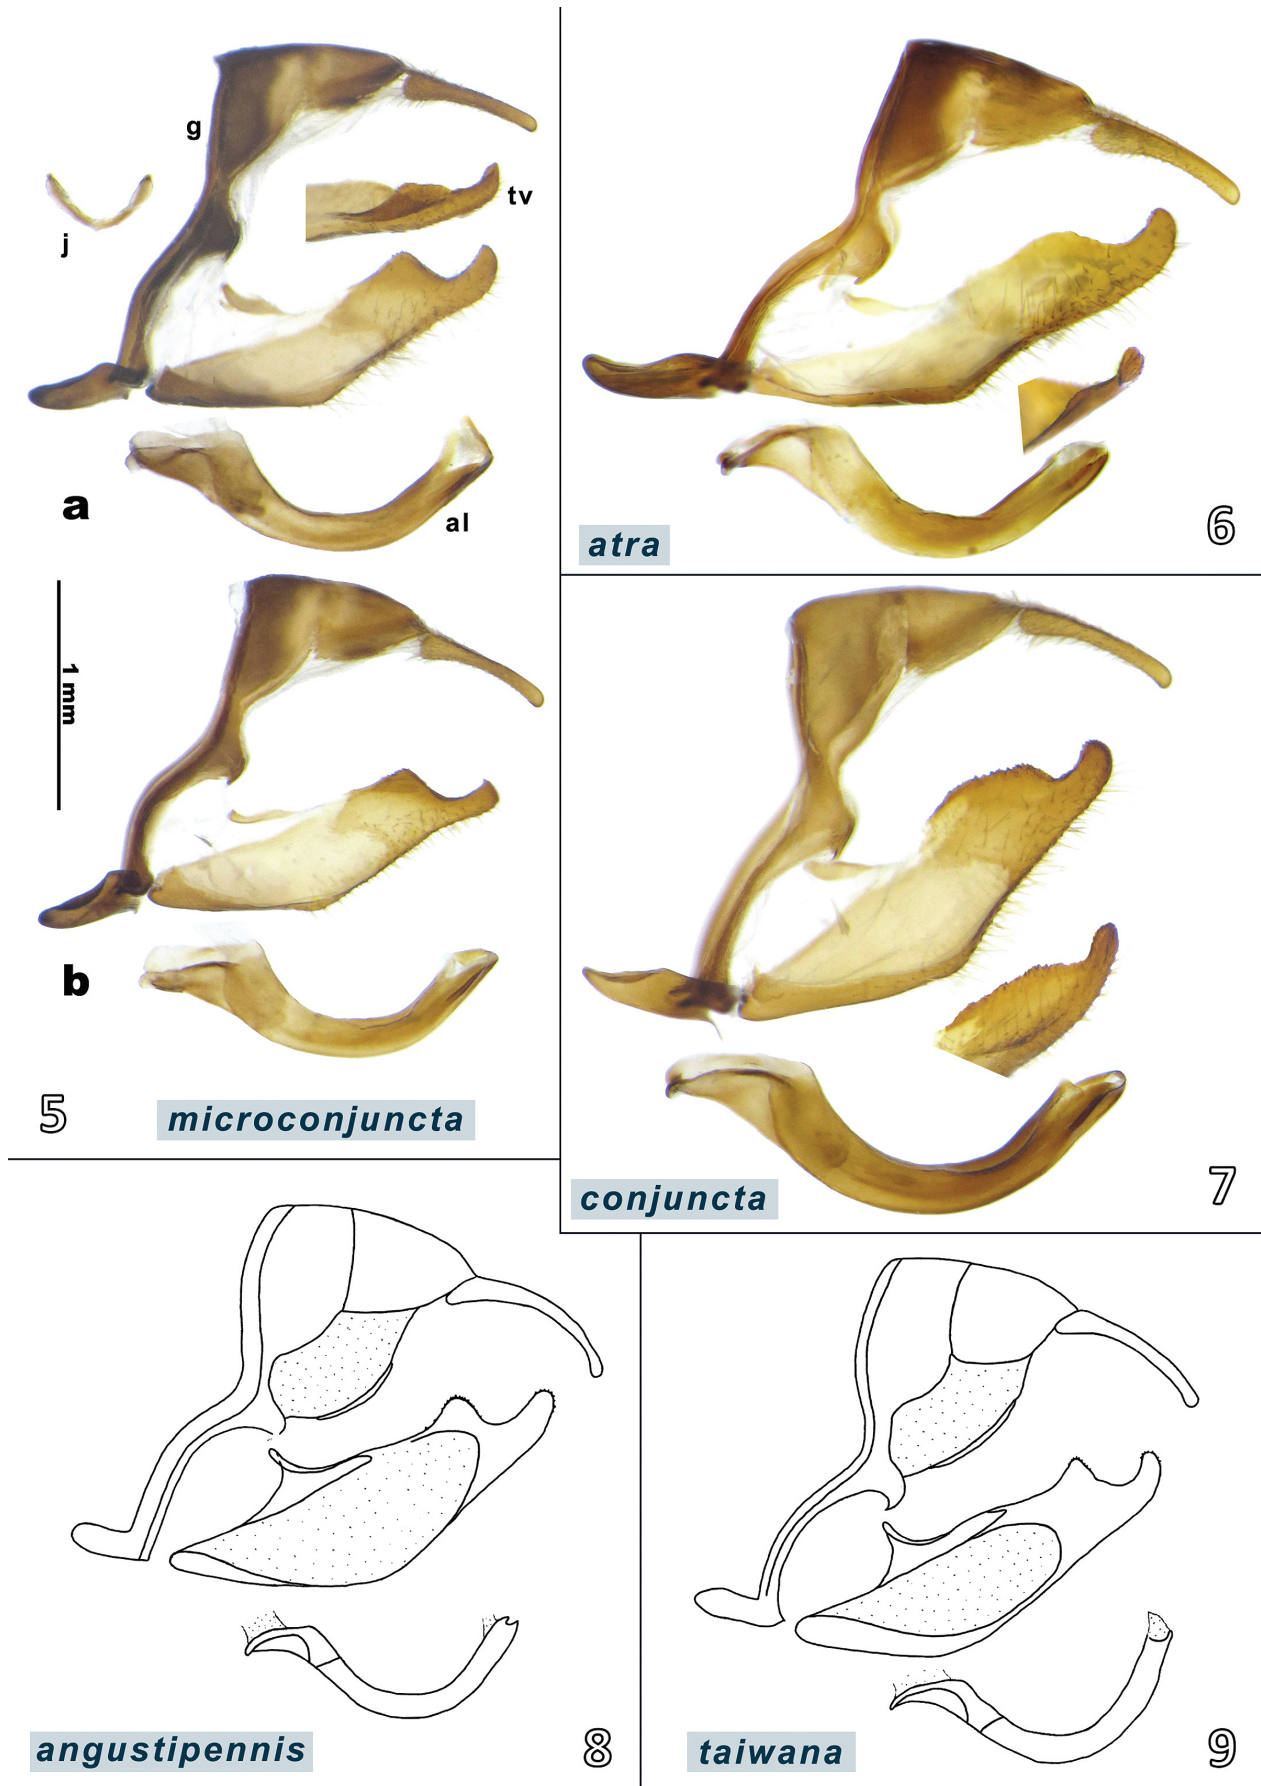 g
tv
j
a
al
6
atra
1 mm
b
5
microconjuncta
7
conjuncta
8
angustipennis
9
taiwana